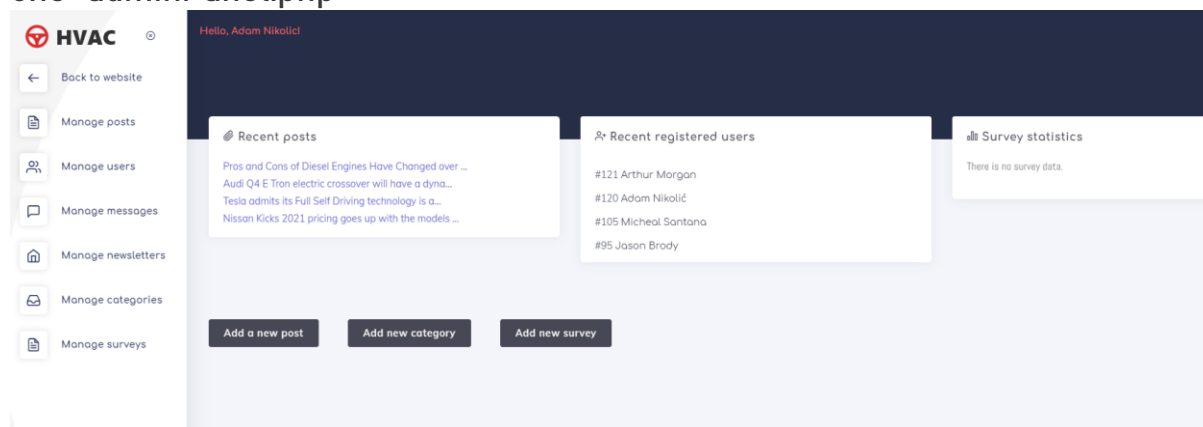 HVAC
Hello, Adam Nikolic!
Back to website
Manage posts
Manage users
Manage messages
Manage newsletters
Manage categories
Manage surveys
Recent posts
Pros and Cons of Diesel Engines Have Changed over ...
Audi Q4 E Tron electric crossover will have a dyna...
Tesla admits its Full Self Driving technology is a...
Nissan Kicks 2021 pricing goes up with the models ...
Recent registered users
#121 Arthur Morgan
#120 Adam Nikolić
#105 Micheal Santana
#95 Jason Brody
Survey statistics
There is no survey data.
Add a new post
Add new category
Add new survey